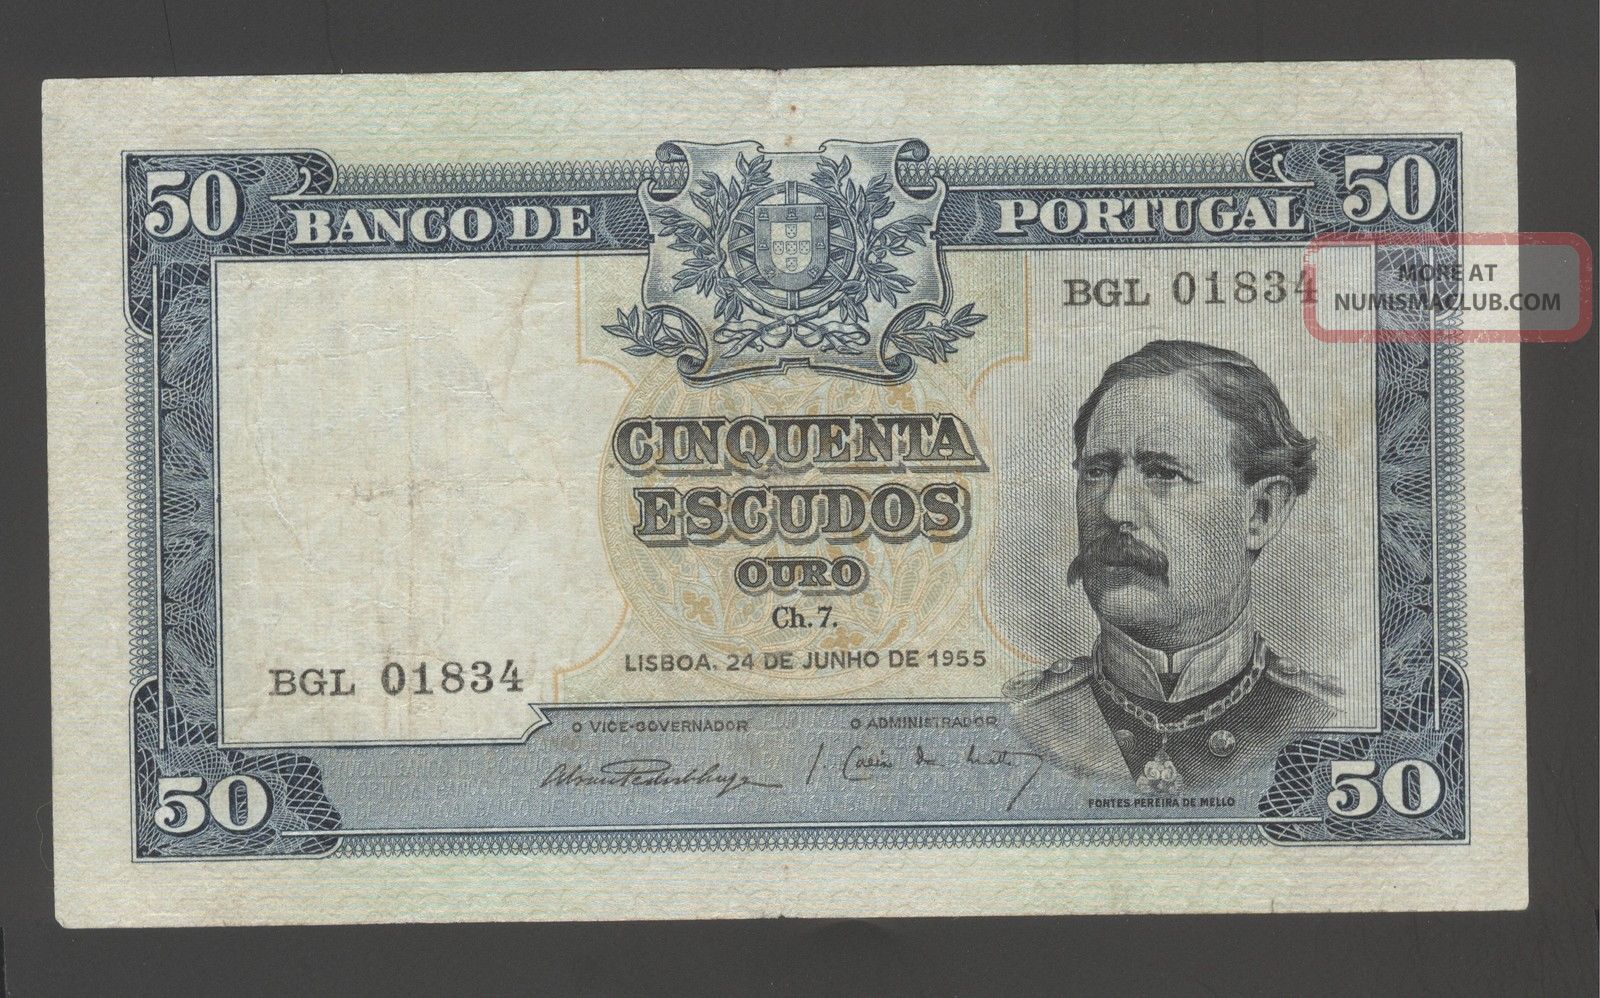 50 50
BANCO DE PORTUGAL
BGL 01834
MORE AT
NUMISMACLUB.COM
CINQUENTA
ESCUDOS
OURO
Ch. 7.
LISBOA, 24 DE JUNHO DE 1955
BGL 01834
O VICE-GOVERNADOR O ADMINISTRADOR
FONTES PEREIRA DE MELLO
50 50